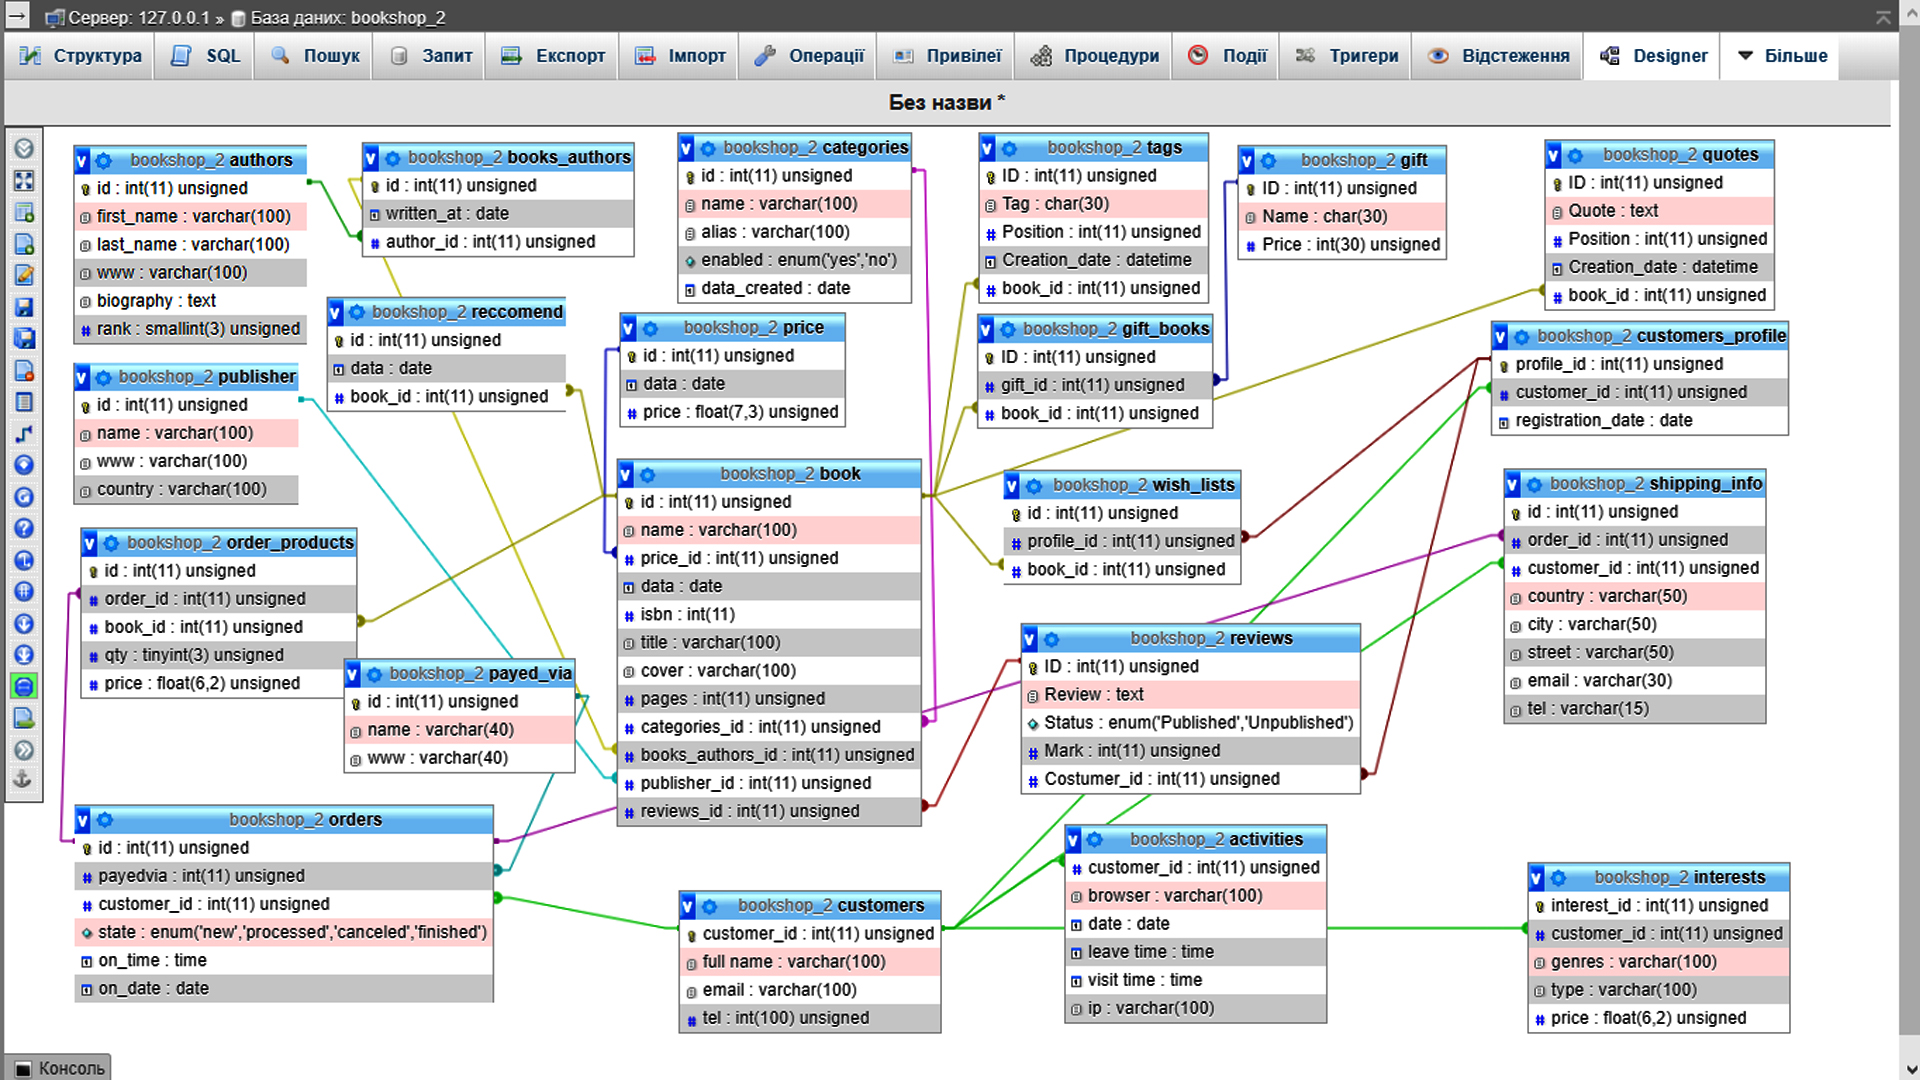 Сервер: 127.0.0.1 » База даних: bookshop_2
Структура SQL Пошук Запит Експорт Імпорт Операції Привілеї Процедури Події Тригери Відстеження Designer Більше
Без назви *
bookshop_2 authors
id : int(11) unsigned
first_name : varchar(100)
last_name : varchar(100)
www : varchar(100)
biography : text
rank : smallint(3) unsigned
bookshop_2 books_authors
id : int(11) unsigned
written_at : date
author_id : int(11) unsigned
bookshop_2 categories
id : int(11) unsigned
name : varchar(100)
alias : varchar(100)
enabled : enum('yes','no')
data_created : date
bookshop_2 tags
ID : int(11) unsigned
Tag : char(30)
Position : int(11) unsigned
Creation_date : datetime
book_id : int(11) unsigned
bookshop_2 gift
ID : int(11) unsigned
Name : char(30)
Price : int(30) unsigned
bookshop_2 quotes
ID : int(11) unsigned
Quote : text
Position : int(11) unsigned
Creation_date : datetime
book_id : int(11) unsigned
bookshop_2 reccomend
id : int(11) unsigned
data : date
book_id : int(11) unsigned
bookshop_2 price
id : int(11) unsigned
data : date
price : float(7,3) unsigned
bookshop_2 gift_books
ID : int(11) unsigned
gift_id : int(11) unsigned
book_id : int(11) unsigned
bookshop_2 customers_profile
profile_id : int(11) unsigned
customer_id : int(11) unsigned
registration_date : date
bookshop_2 publisher
id : int(11) unsigned
name : varchar(100)
www : varchar(100)
country : varchar(100)
bookshop_2 book
id : int(11) unsigned
name : varchar(100)
price_id : int(11) unsigned
data : date
isbn : int(11)
title : varchar(100)
cover : varchar(100)
pages : int(11) unsigned
categories_id : int(11) unsigned
books_authors_id : int(11) unsigned
publisher_id : int(11) unsigned
reviews_id : int(11) unsigned
bookshop_2 wish_lists
id : int(11) unsigned
profile_id : int(11) unsigned
book_id : int(11) unsigned
bookshop_2 shipping_info
id : int(11) unsigned
order_id : int(11) unsigned
customer_id : int(11) unsigned
country : varchar(50)
city : varchar(50)
street : varchar(50)
email : varchar(30)
tel : varchar(15)
bookshop_2 order_products
id : int(11) unsigned
order_id : int(11) unsigned
book_id : int(11) unsigned
qty : tinyint(3) unsigned
price : float(6,2) unsigned
bookshop_2 payed_via
id : int(11) unsigned
name : varchar(40)
www : varchar(40)
bookshop_2 reviews
ID : int(11) unsigned
Review : text
Status : enum('Published','Unpublished')
Mark : int(11) unsigned
Costumer_id : int(11) unsigned
bookshop_2 orders
id : int(11) unsigned
payedvia : int(11) unsigned
customer_id : int(11) unsigned
state : enum('new','processed','canceled','finished')
on_time : time
on_date : date
bookshop_2 customers
customer_id : int(11) unsigned
full name : varchar(100)
email : varchar(100)
tel : int(100) unsigned
bookshop_2 activities
customer_id : int(11) unsigned
browser : varchar(100)
date : date
leave time : time
visit time : time
ip : varchar(100)
bookshop_2 interests
interest_id : int(11) unsigned
customer_id : int(11) unsigned
genres : varchar(100)
type : varchar(100)
price : float(6,2) unsigned
Консоль